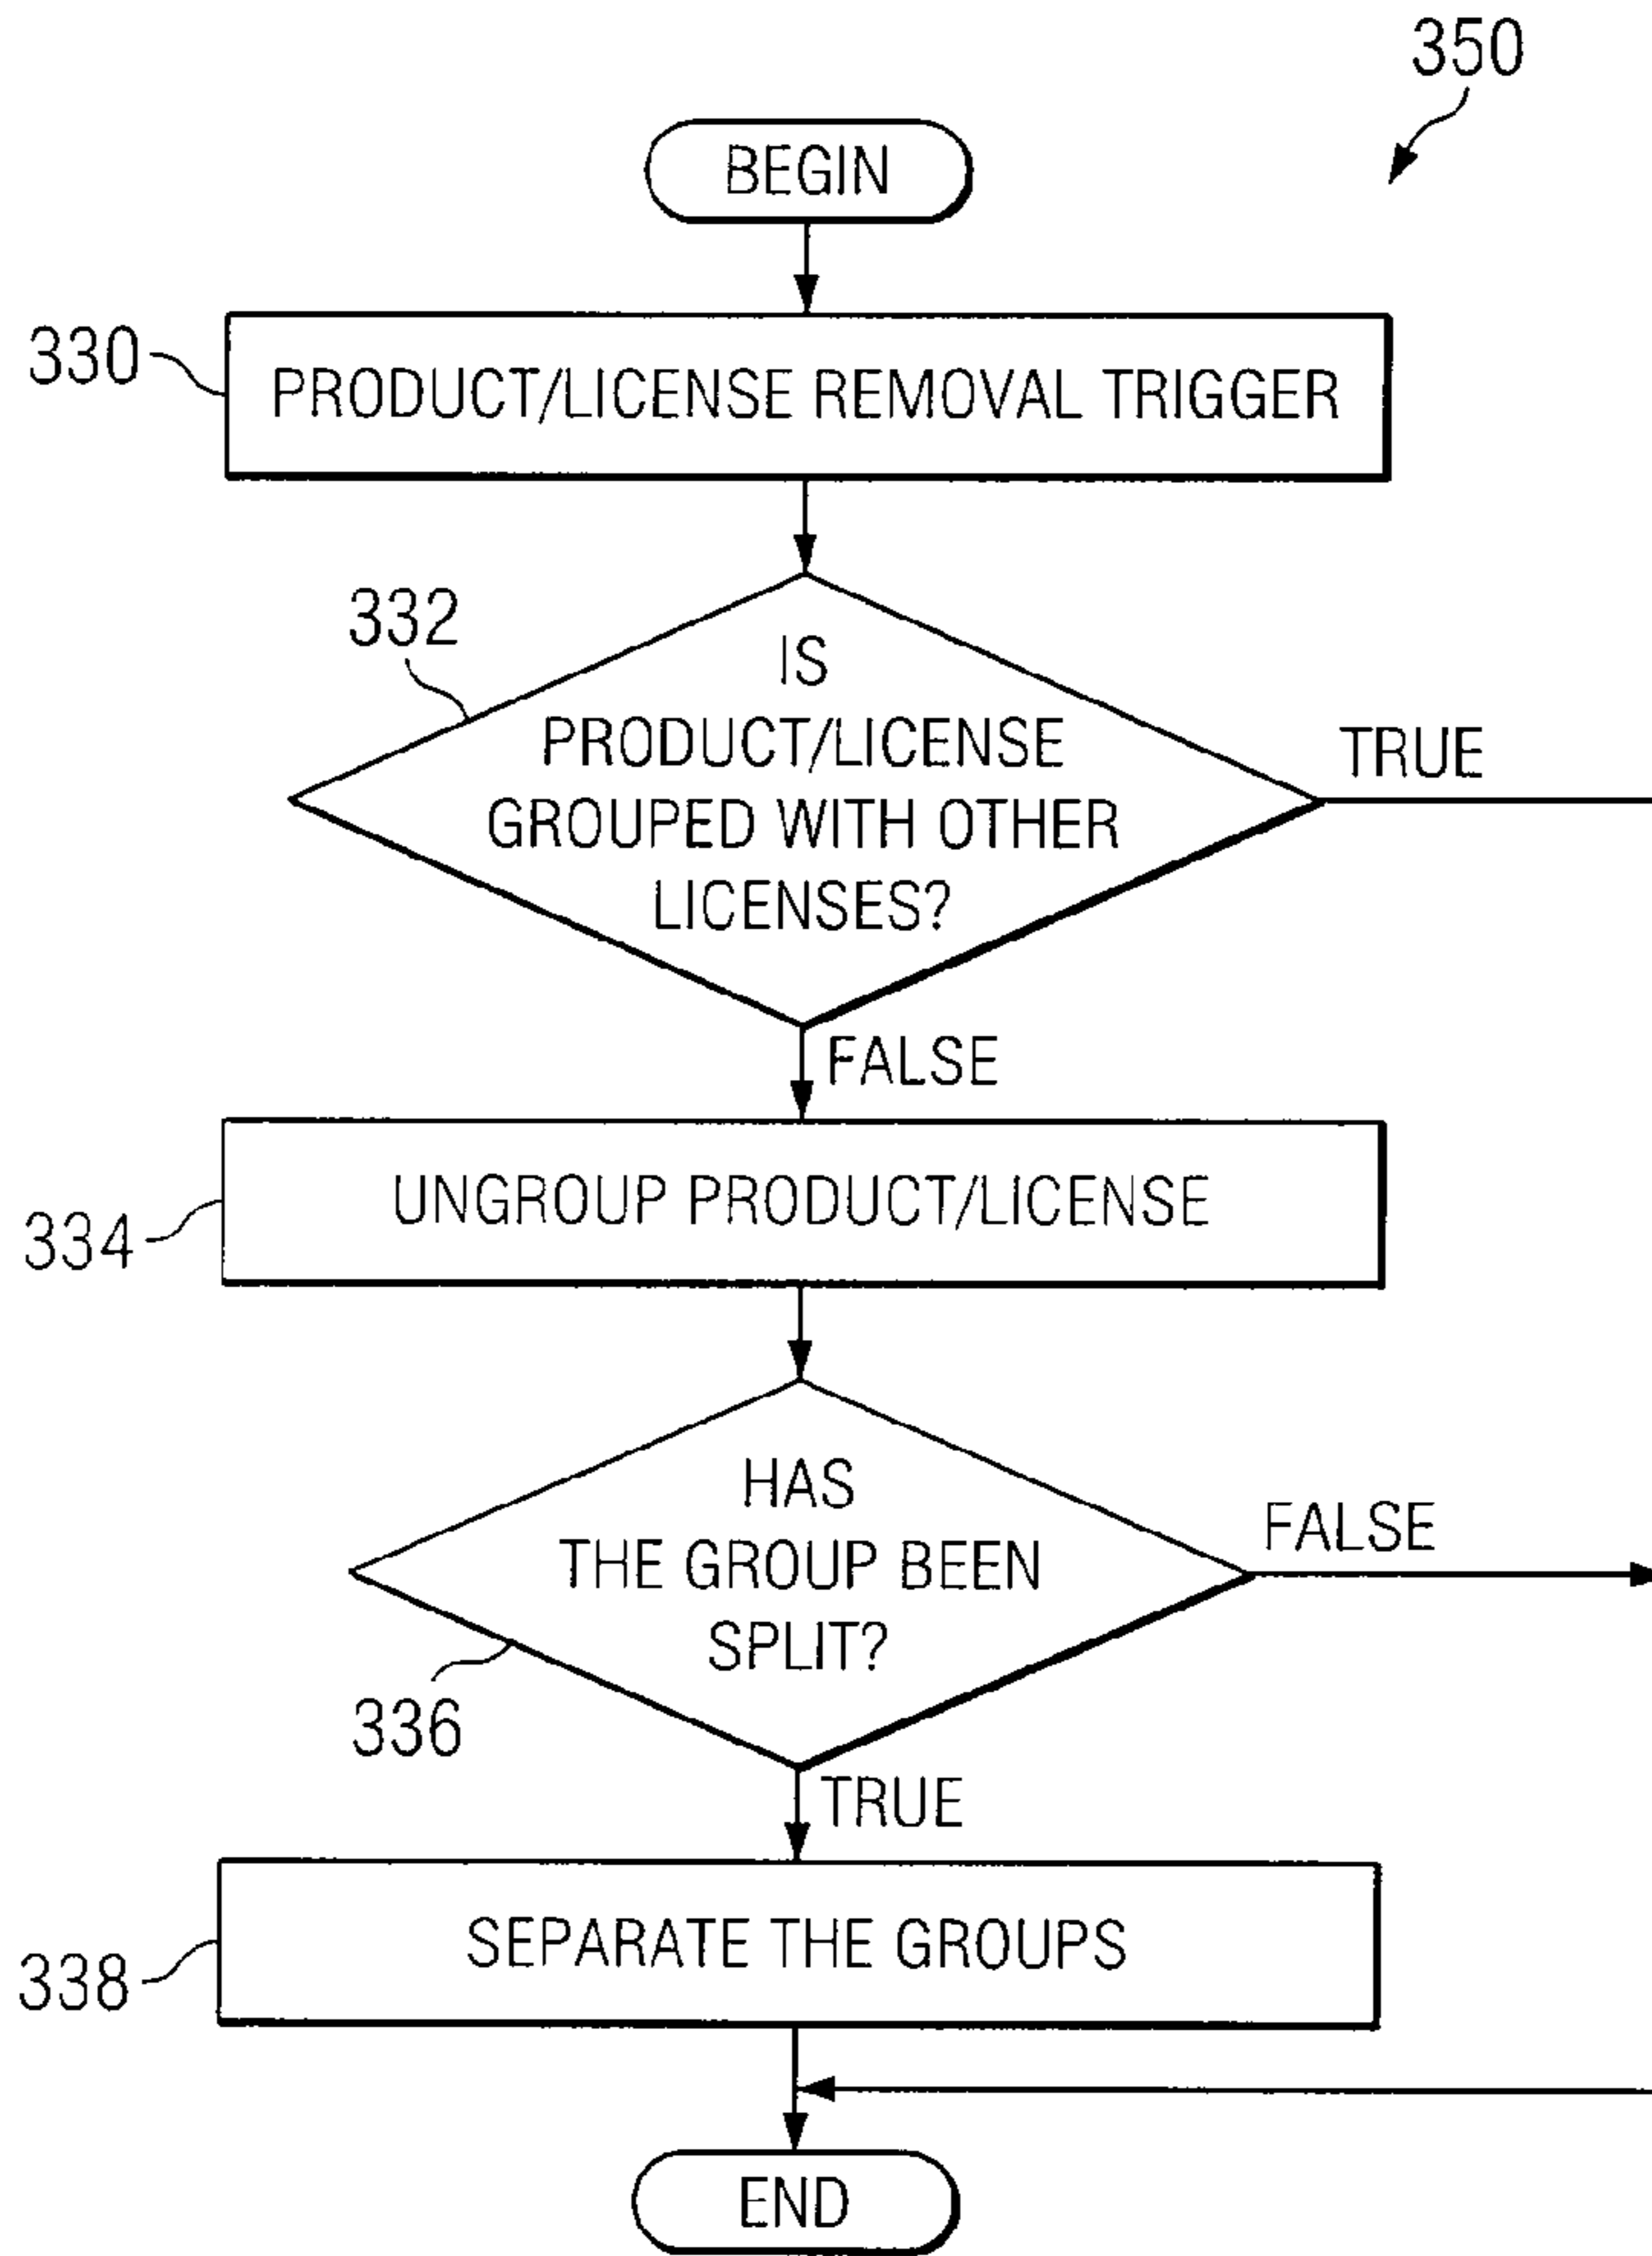 350
BEGIN
330
PRODUCT/LICENSE REMOVAL TRIGGER
332
IS
PRODUCT/LICENSE
GROUPED WITH OTHER
LICENSES?
TRUE
FALSE
UNGROUP PRODUCT/LICENSE
334
HAS
THE GROUP BEEN
SPLIT?
FALSE
336
TRUE
SEPARATE THE GROUPS
338
END